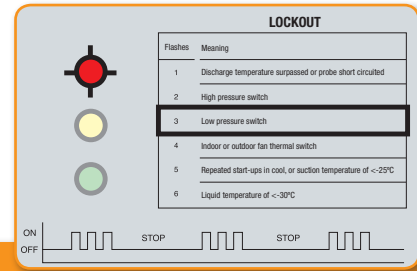 LOCKOUT
Flashes Meaning
1 Discharge temperature surpassed or probe short circuited
2 High pressure switch
3 Low pressure switch
4 Indoor or outdoor fan thermal switch
5 Repeated start-ups in cool, or suction temperature of <-25ºC
6 Liquid temperature of <-30ºC
ON
OFF
STOP STOP